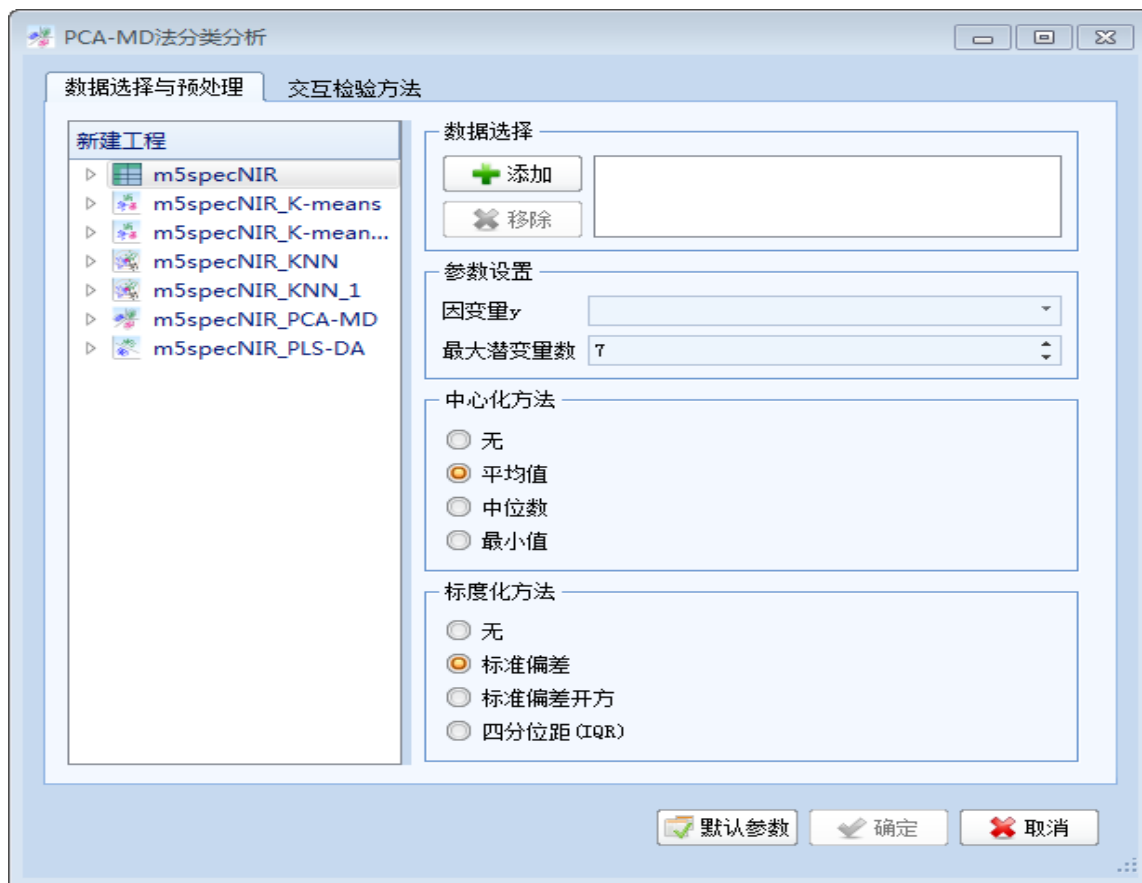 PCA-MD法分类分析
数据选择与预处理
交互检验方法
新建工程
m5specNIR
m5specNIR_K-means
m5specNIR_K-mean...
m5specNIR_KNN
m5specNIR_KNN_1
m5specNIR_PCA-MD
m5specNIR_PLS-DA
数据选择
添加
移除
参数设置
因变量y
最大潜变量数 7
中心化方法
无
平均值
中位数
最小值
标度化方法
无
标准偏差
标准偏差开方
四分位距(IQR)
默认参数
确定
取消